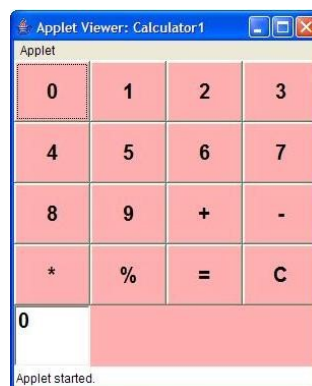 Applet Viewer: Calculator1
Applet
0 1 2 3
4 5 6 7
8 9 + -
* % = C
0
Applet started.